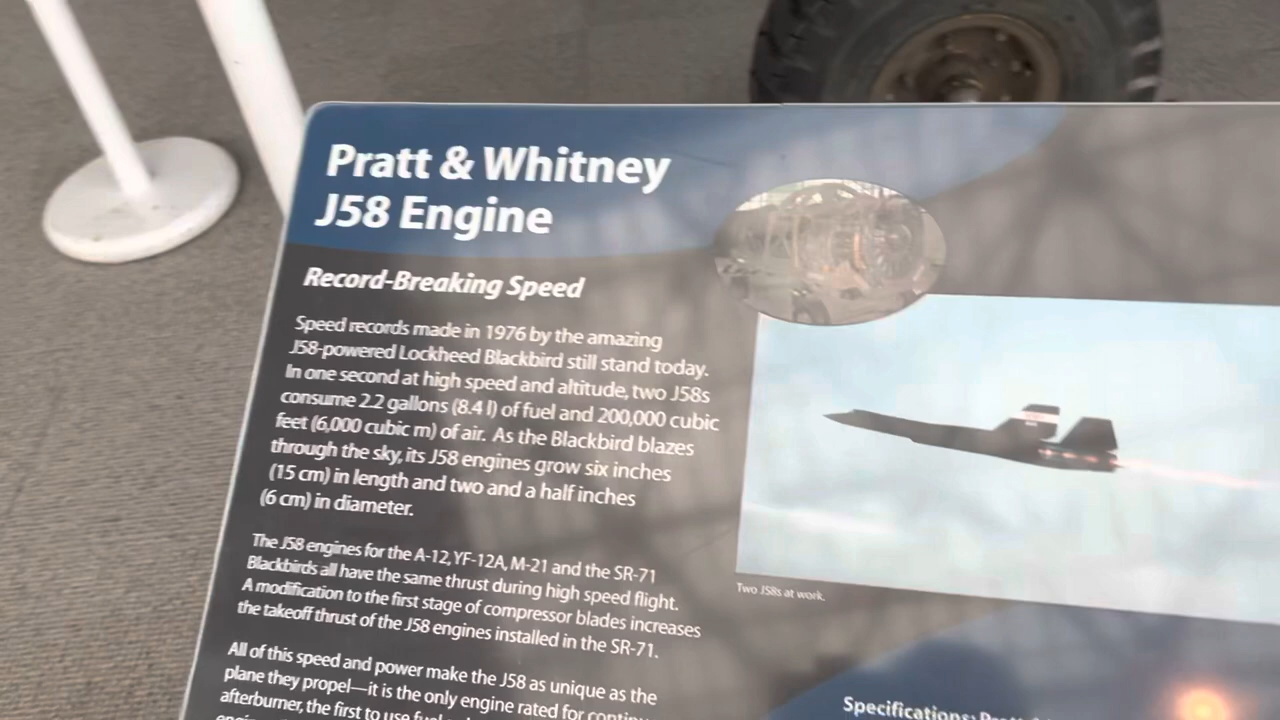 Pratt & Whitney
J58 Engine
Record-Breaking Speed
Speed records made in 1976 by the amazing
J58-powered Lockheed Blackbird still stand today.
In one second at high speed and altitude, two J58s
consume 2.2 gallons (8.4 l) of fuel and 200,000 cubic
feet (6,000 cubic m) of air. As the Blackbird blazes
through the sky, its J58 engines grow six inches
(15 cm) in length and two and a half inches
(6 cm) in diameter.
The J58 engines for the A-12, YF-12A, M-21 and the SR-71
Blackbirds all have the same thrust during high speed flight.
A modification to the first stage of compressor blades increases
the takeoff thrust of the J58 engines installed in the SR-71.
All of this speed and power make the J58 as unique as the
plane they propel—it is the only engine rated for
afterburner, the first to use
Two J58s at work.
Specifications: